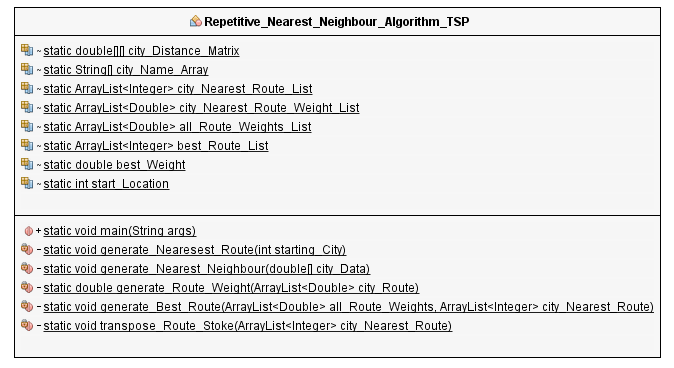 Repetitive_Nearest_Neighbour_Algorithm_TSP
~ static double[][] city_Distance_Matrix
~ static String[] city_Name_Array
~ static ArrayList<Integer> city_Nearest_Route_List
~ static ArrayList<Double> city_Nearest_Route_Weight_List
~ static ArrayList<Double> all_Route_Weights_List
~ static ArrayList<Integer> best_Route_List
~ static double best_Weight
~ static int start_Location
+ static void main(String args)
- static void generate_Nearesest_Route(int starting_City)
- static void generate_Nearest_Neighbour(double[] city_Data)
- static double generate_Route_Weight(ArrayList<Double> city_Route)
- static void generate_Best_Route(ArrayList<Double> all_Route_Weights, ArrayList<Integer> city_Nearest_Route)
- static void transpose_Route_Stoke(ArrayList<Integer> city_Nearest_Route)